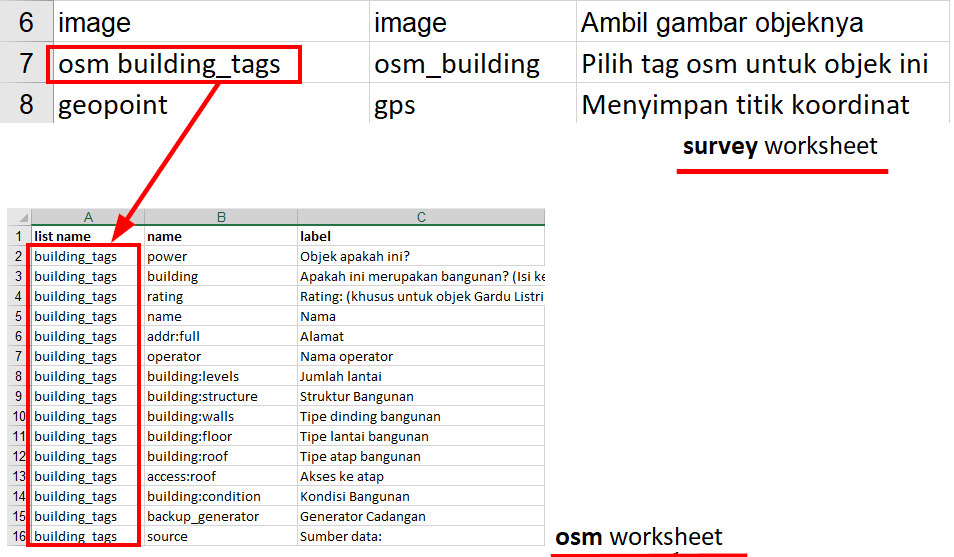 6 image image Ambil gambar objeknya
7 osm building_tags osm_building Pilih tag osm untuk objek ini
8 geopoint gps Menyimpan titik koordinat
survey worksheet
A B C
1 list name name label
2 building_tags power Objek apakah ini?
3 building_tags building Apakah ini merupakan bangunan? (Isi ke
4 building_tags rating Rating: (khusus untuk objek Gardu Listri
5 building_tags name Nama
6 building_tags addr:full Alamat
7 building_tags operator Nama operator
8 building_tags building:levels Jumlah lantai
9 building_tags building:structure Struktur Bangunan
10 building_tags building:walls Tipe dinding bangunan
11 building_tags building:floor Tipe lantai bangunan
12 building_tags building:roof Tipe atap bangunan
13 building_tags access:roof Akses ke atap
14 building_tags building:condition Kondisi Bangunan
15 building_tags backup_generator Generator Cadangan
16 building_tags source Sumber data:
osm worksheet